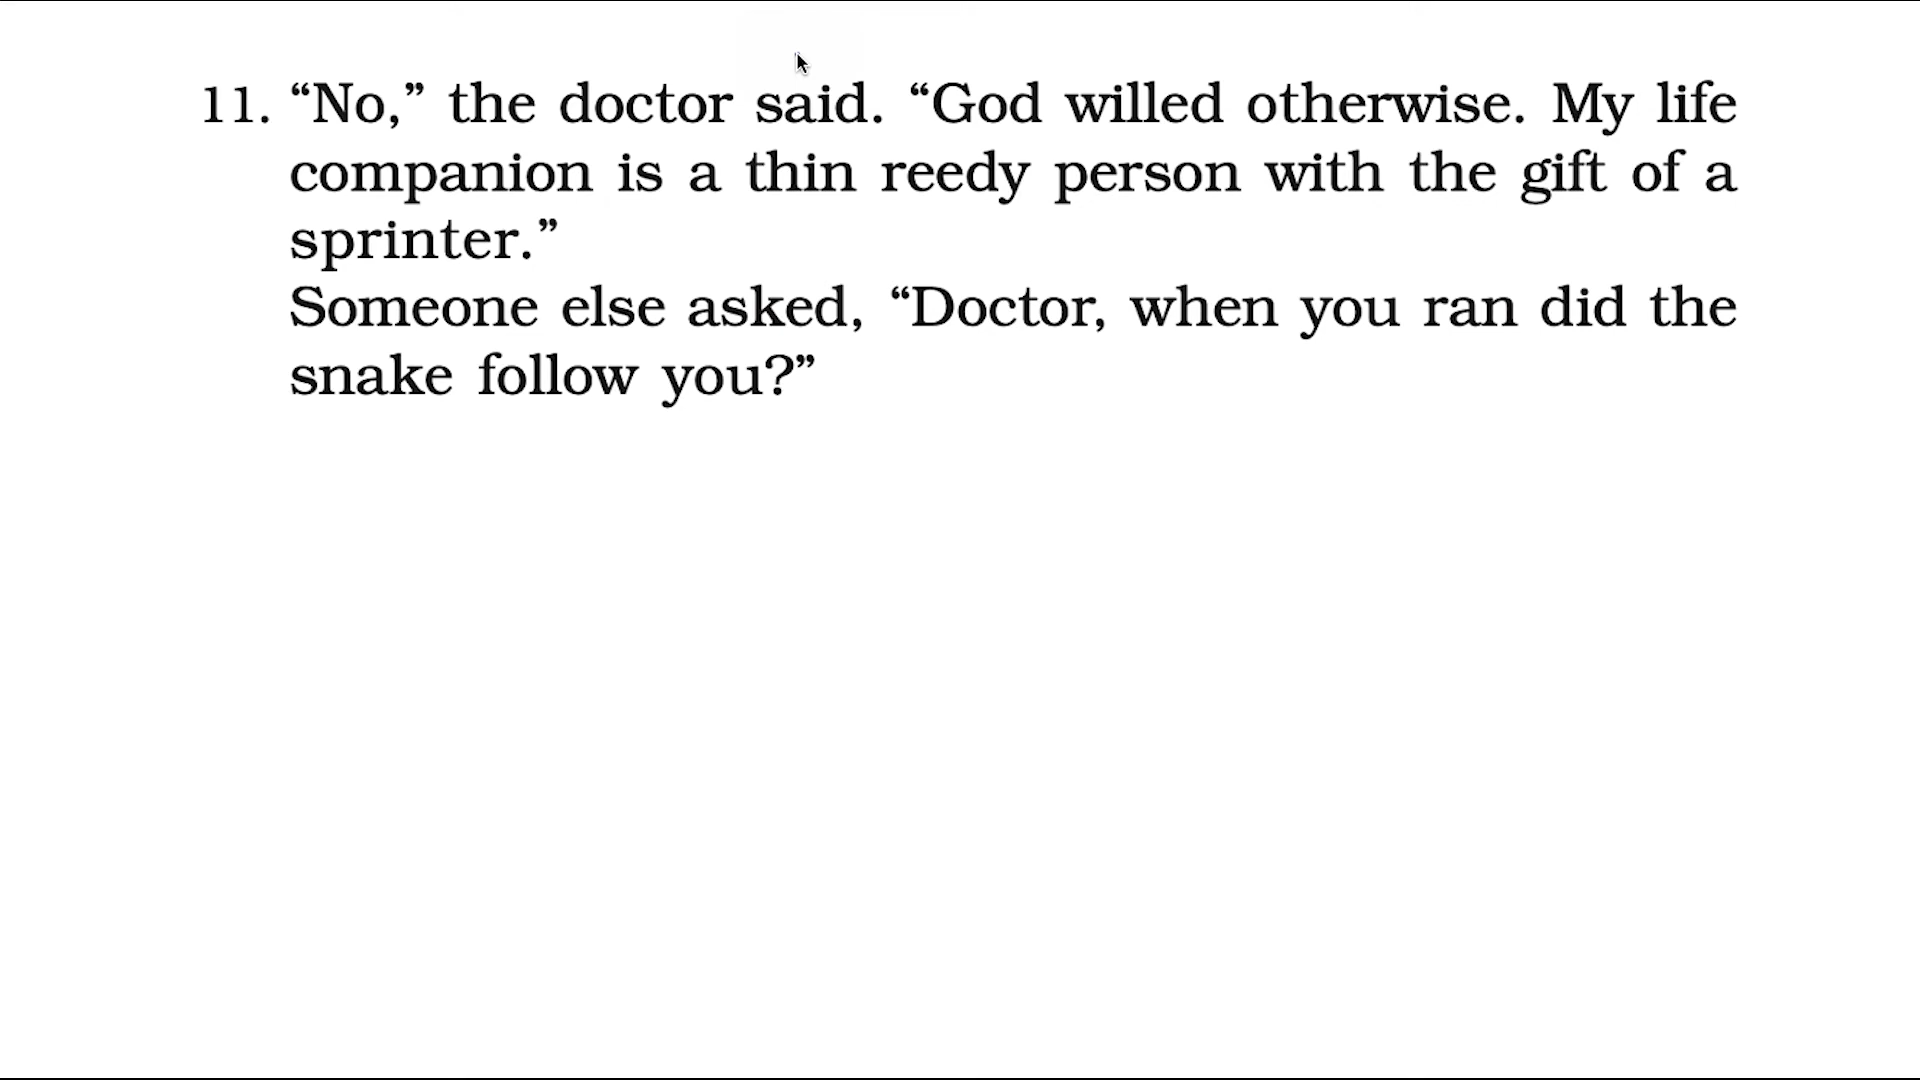 11. “No,” the doctor said. “God willed otherwise. My life
companion is a thin reedy person with the gift of a
sprinter.”
Someone else asked, “Doctor, when you ran did the
snake follow you?”